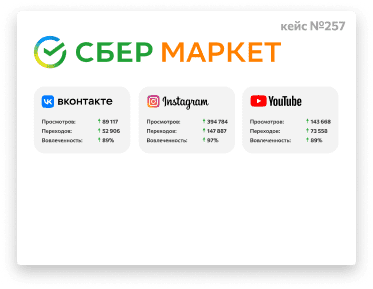 кейс №257
СБЕР МАРКЕТ
вконтакте
Просмотров: ↑ 89 117
Переходов: ↑ 52 906
Вовлеченность: ↑ 89%
Instagram
Просмотров: ↑ 394 784
Переходов: ↑ 147 887
Вовлеченность: ↑ 97%
YouTube
Просмотров: ↑ 143 668
Переходов: ↑ 73 558
Вовлеченность: ↑ 89%